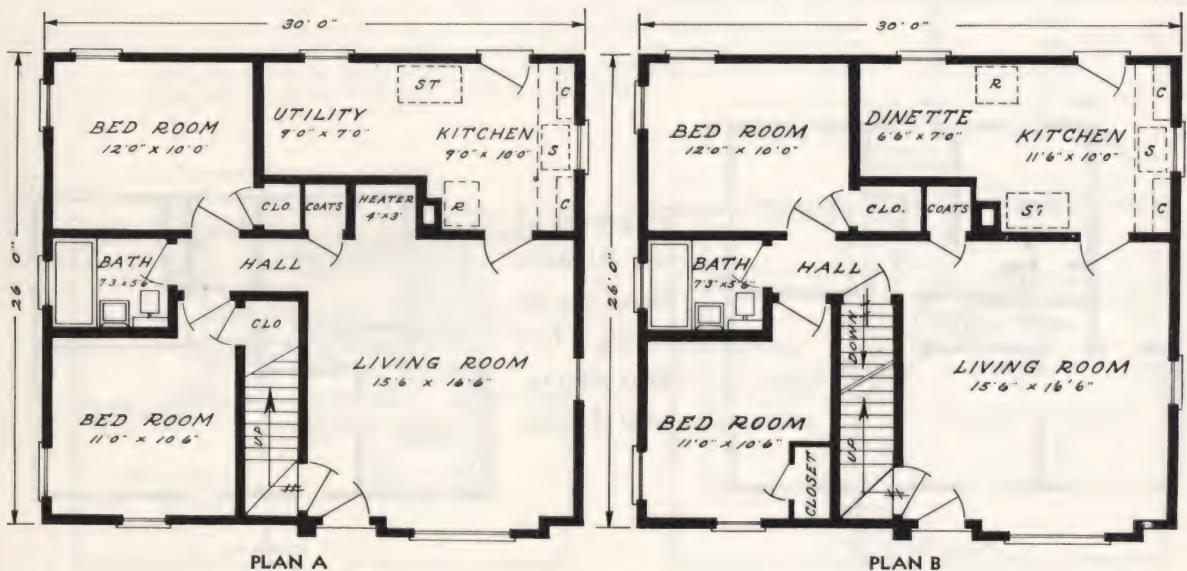 30' 0"
26' 0"
BED ROOM
12'0" X 10'0"
UTILITY
9'0" X 7'0"
ST
KITCHEN
9'0" X 10'0"
C
S
C
R
CLO.
COATS
HEATER
4' X 3'
BATH
7'3 X 5'6
HALL
CLO
LIVING ROOM
15'6" X 16'6"
BED ROOM
11'0" X 10'6"
UP
PLAN A
30' 0"
26' 0"
BED ROOM
12'0" X 10'0"
DINETTE
6'6" X 7'0"
R
KITCHEN
11'6" X 10'0"
C
S
C
ST
CLO.
COATS
BATH
7'3" X 5'6"
HALL
DOWN
LIVING ROOM
15'6" X 16'6"
BED ROOM
11'0" X 10'6"
UP
CLOSET
PLAN B